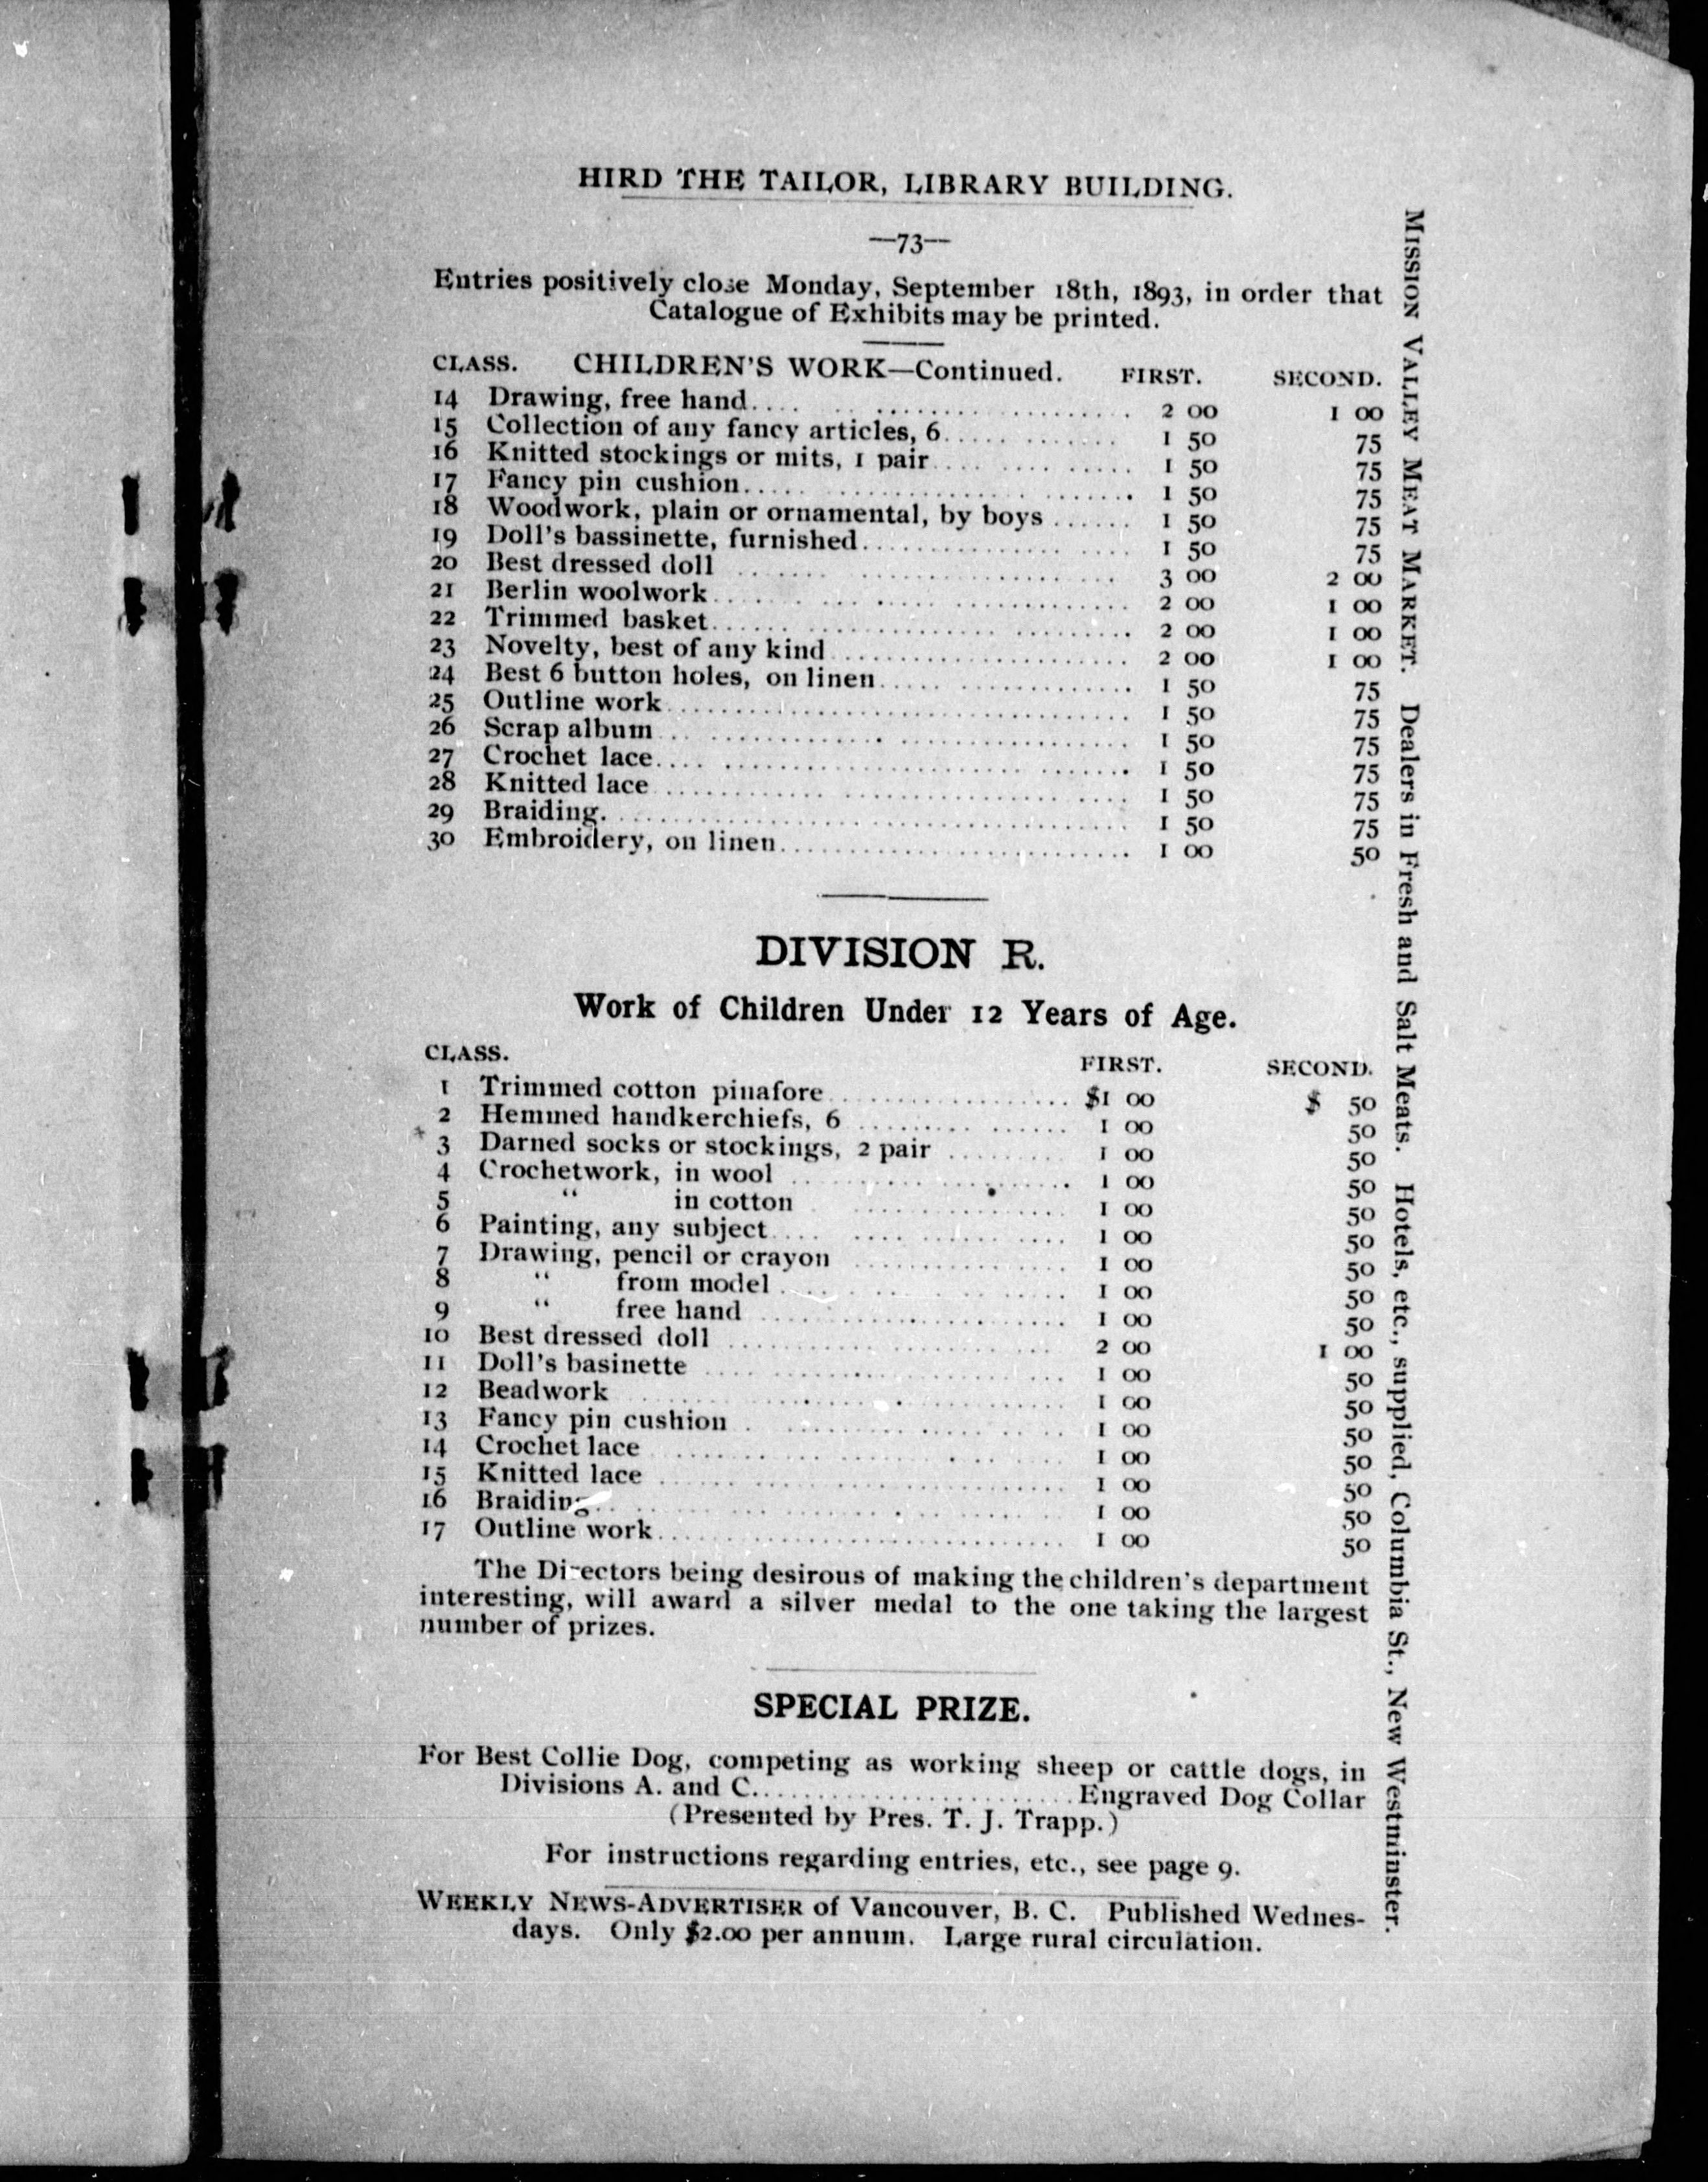 HIRD THE TAILOR, LIBRARY BUILDING.
—73—
Entries positively close Monday, September 18th, 1893, in order that
Catalogue of Exhibits may be printed.
CLASS. CHILDREN'S WORK—Continued. FIRST. SECOND.
14 Drawing, free hand.... 2 00 1 00
15 Collection of any fancy articles, 6.... 1 50 75
16 Knitted stockings or mits, 1 pair.... 1 50 75
17 Fancy pin cushion.... 1 50 75
18 Woodwork, plain or ornamental, by boys .... 1 50 75
19 Doll's bassinette, furnished.... 1 50 75
20 Best dressed doll .... 3 00 2 00
21 Berlin woolwork.... 2 00 1 00
22 Trimmed basket.... 2 00 1 00
23 Novelty, best of any kind.... 2 00 1 00
24 Best 6 button holes, on linen.... 1 50 75
25 Outline work.... 1 50 75
26 Scrap album.... 1 50 75
27 Crochet lace.... 1 50 75
28 Knitted lace .... 1 50 75
29 Braiding.... 1 50 75
30 Embroidery, on linen.... 1 00 50
DIVISION R.
Work of Children Under 12 Years of Age.
CLASS. FIRST. SECOND.
1 Trimmed cotton pinafore.... $1 00 $ 50
2 Hemmed handkerchiefs, 6 .... 1 00 50
3 Darned socks or stockings, 2 pair .... 1 00 50
4 Crochetwork, in wool .... 1 00 50
5 “ in cotton .... 1 00 50
6 Painting, any subject.... 1 00 50
7 Drawing, pencil or crayon .... 1 00 50
8 “ from model .... 1 00 50
9 “ free hand .... 1 00 50
10 Best dressed doll .... 2 00 1 00
11 Doll's basinette .... 1 00 50
12 Beadwork .... 1 00 50
13 Fancy pin cushion .... 1 00 50
14 Crochet lace .... 1 00 50
15 Knitted lace .... 1 00 50
16 Braiding.... 1 00 50
17 Outline work.... 1 00 50
The Directors being desirous of making the children's department
interesting, will award a silver medal to the one taking the largest
number of prizes.
SPECIAL PRIZE.
For Best Collie Dog, competing as working sheep or cattle dogs, in
Divisions A. and C.... Engraved Dog Collar
(Presented by Pres. T. J. Trapp.)
For instructions regarding entries, etc., see page 9.
WEEKLY NEWS-ADVERTISER of Vancouver, B. C. Published Wednes-
days. Only $2.00 per annum. Large rural circulation.
MISSION VALLEY MEAT MARKET. Dealers in Fresh and Salt Meats. Hotels, etc., supplied, Columbia St., New Westminster.